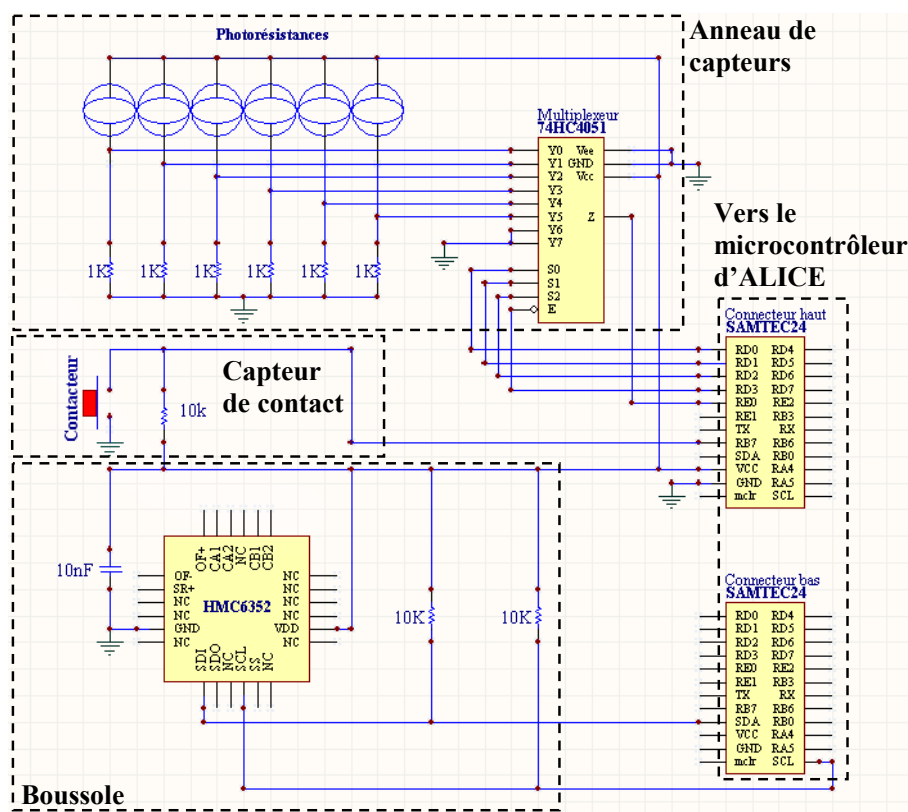 Photorésistances
Anneau de
capteurs
Multiplexeur
74HC4051
Y0 Vee
Y1 GND
Y2 Vcc
Y3
Y4
Y5 Z
Y6
Y7
S0
S1
S2
E
1K 1K 1K 1K 1K 1K
Vers le
microcontrôleur
d'ALICE
Connecteur haut
SAMTEC24
RD0 RD4
RD1 RD5
RD2 RD6
RD3 RD7
RE0 RE2
RE1 RB3
TX RX
RB7 RB6
SDA RB0
VCC RA4
GND RA5
mclr SCL
Contacteur
10k
Capteur
de contact
10nF
OF+
CA1
CA2
NC
CB1
CB2
OF-
SR+
NC
NC
GND
NC
HMC6352
NC
NC
NC
NC
VDD
NC
SDI
SDO
NC
SCL
SS
NC
10K 10K
Connecteur bas
SAMTEC24
RD0 RD4
RD1 RD5
RD2 RD6
RD3 RD7
RE0 RE2
RE1 RB3
TX RX
RB7 RB6
SDA RB0
VCC RA4
GND RA5
mclr SCL
Boussole